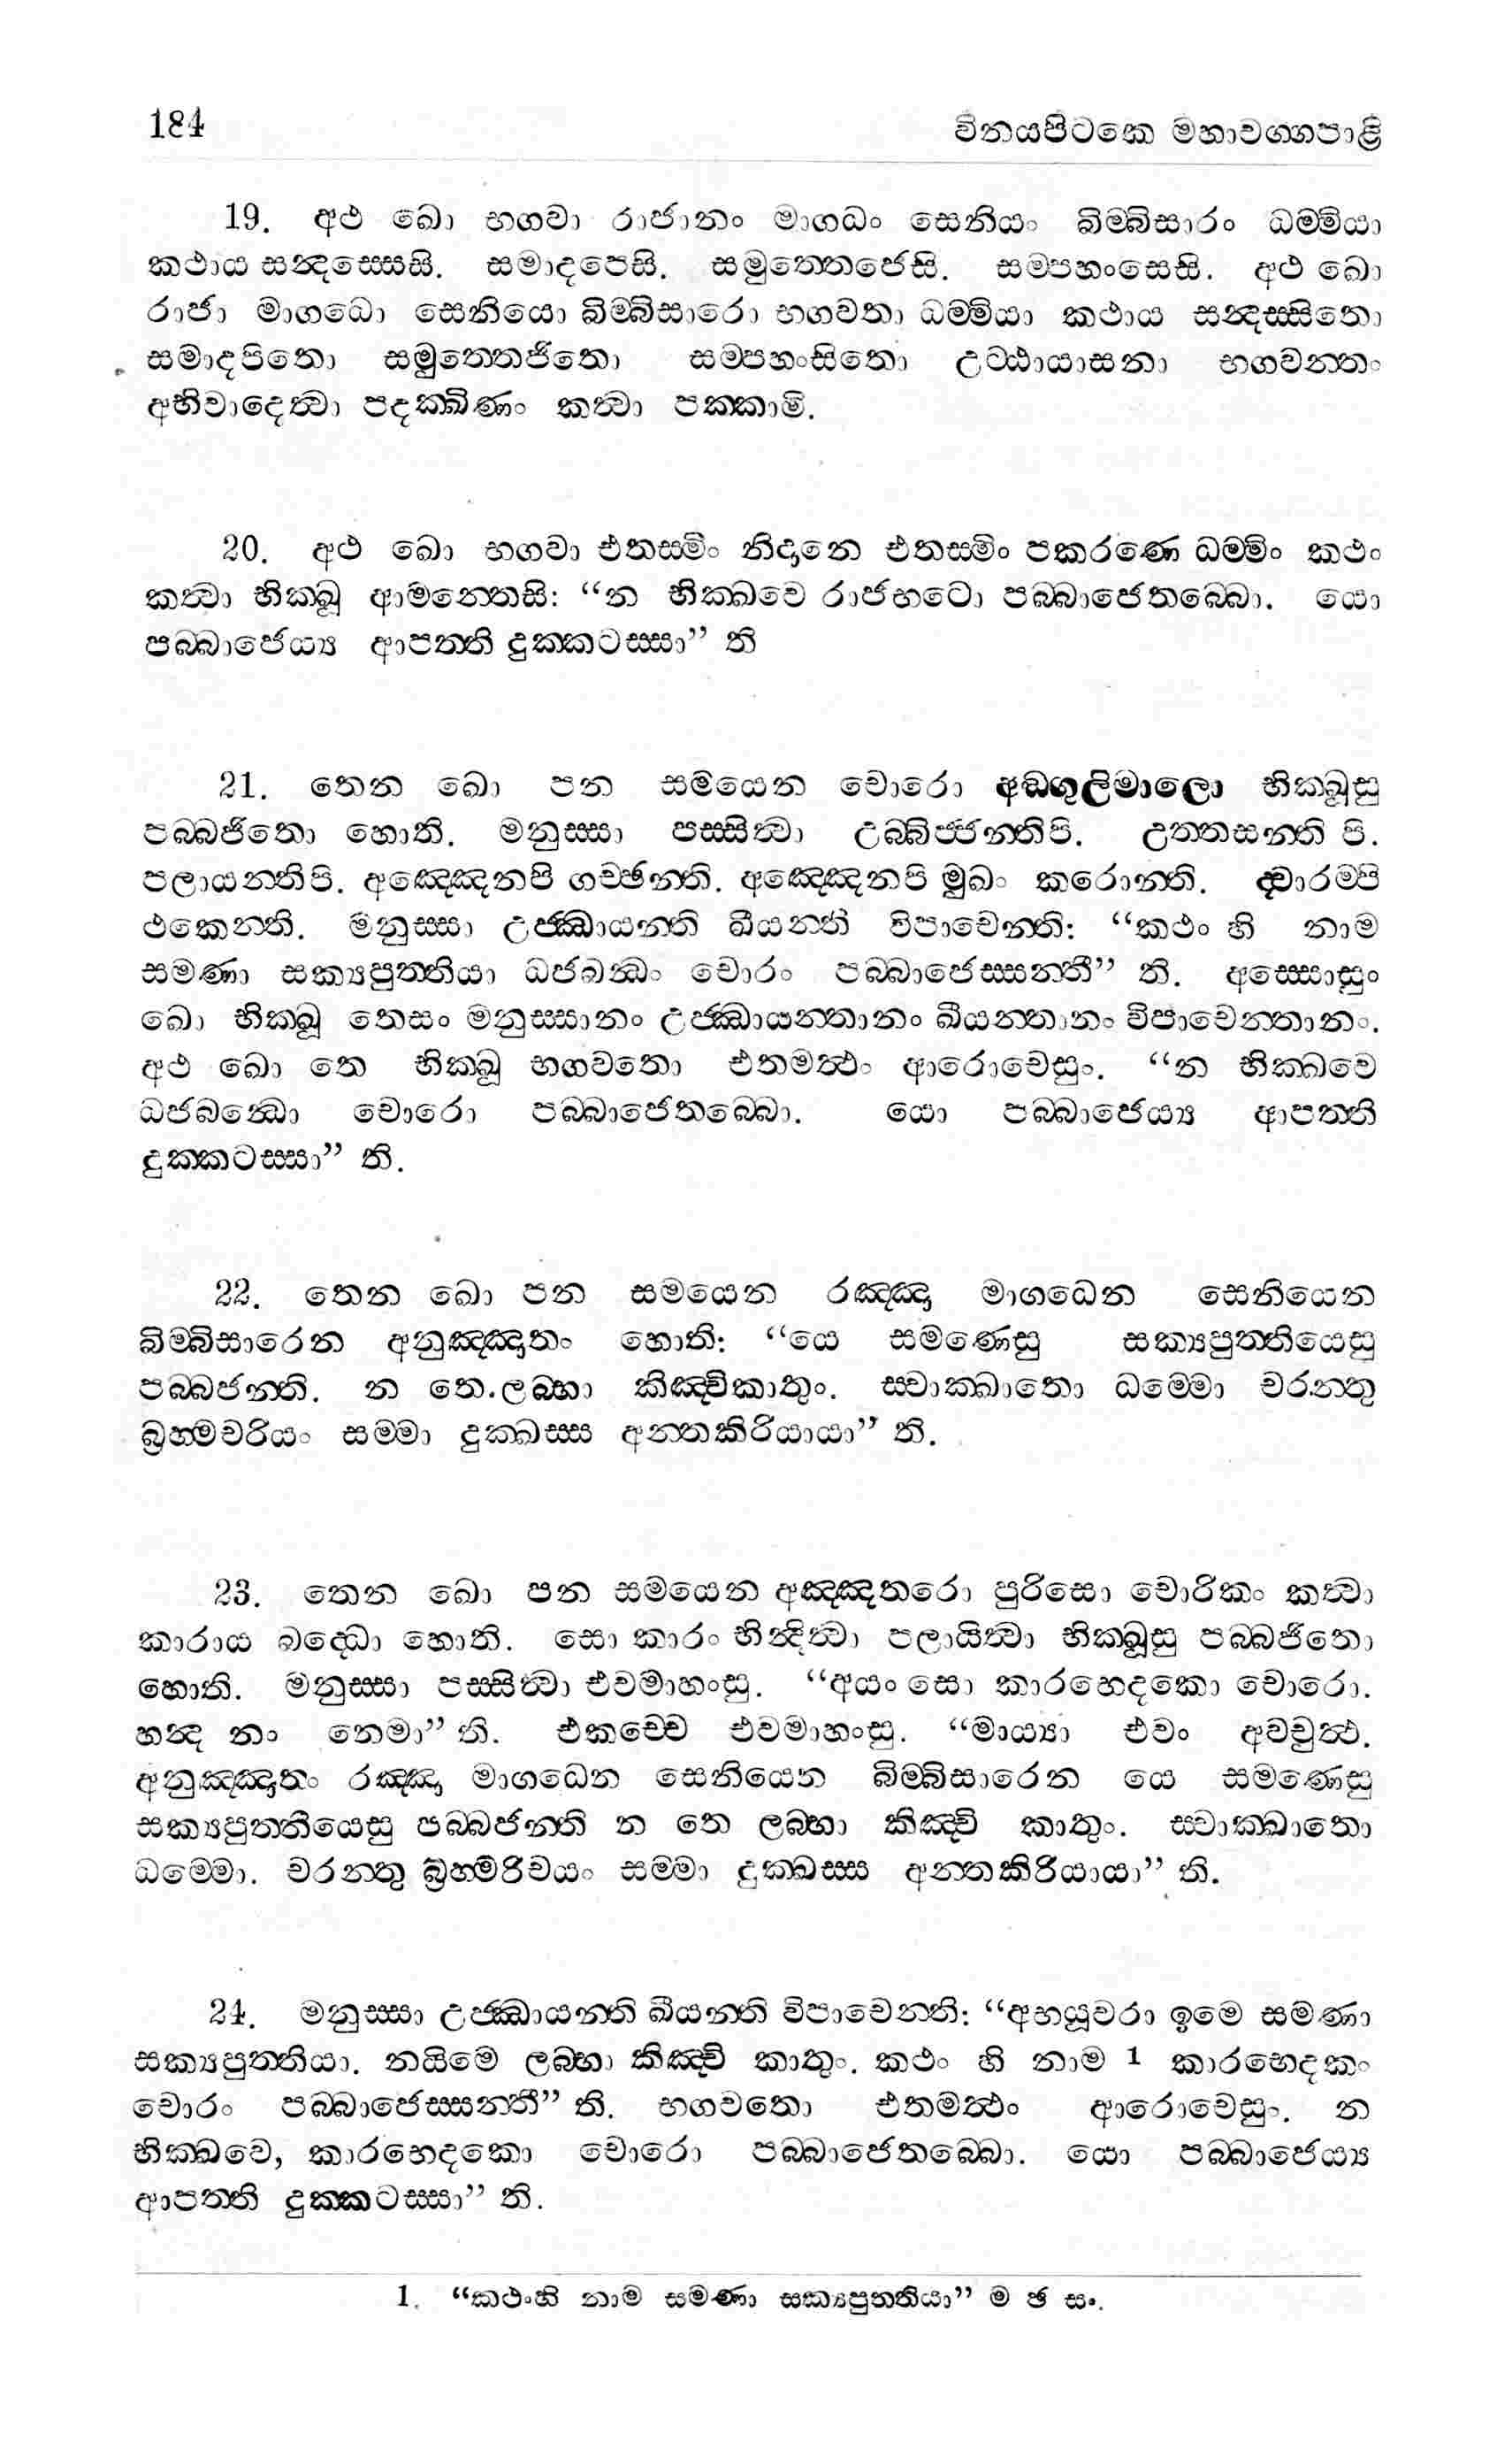 184
විනයපිටකෙ මහාවග්ගපාළි
19. අථ ඛො භගවා රාජානං මාගධං සෙනියං බිම්බිසාරං ධම්මියා
කථාය සන්දස්සෙසි. සමාදපෙසි. සමුත්තෙජෙසි. සම්පහංසෙසි. අථ ඛො
රාජා මාගධො සෙනියො බිම්බිසාරො භගවතා ධම්මියා කථාය සන්දස්සිතො
සමාදපිතො සමුත්තෙජිතො සම්පහංසිතො උට්ඨායාසනා භගවන්තං
අභිවාදෙත්වා පදක්ඛිණං කත්වා පක්කාමි.
20. අථ ඛො භගවා එතස්මිං නිදානෙ එතස්මිං පකරණෙ ධම්මිං කථං
කත්වා භික්ඛූ ආමන්තෙසි: “න භික්ඛවෙ රාජභටො පබ්බාජෙතබ්බො. යො
පබ්බාජෙය්‍ය ආපත්ති දුක්කටස්සා” ති
21. තෙන ඛො පන සමයෙන චොරො අඞ්ගුලිමාලො භික්ඛූසු
පබ්බජිතො හොති. මනුස්සා පස්සිත්වා උබ්බිජ්ජන්තිපි. උත්තසන්ති පි.
පලායන්තිපි. අඤ්ඤෙනපි ගච්ඡන්ති. අඤ්ඤෙනපි මුඛං කරොන්ති. ද්වාරම්පි
ථකෙන්ති. මනුස්සා උජ්ඣායන්ති ඛීයන්ති විපාචෙන්ති: “කථං හි නාම
සමණා සක්‍යපුත්තියා ධජබන්ධං චොරං පබ්බාජෙස්සන්තී” ති. අස්සොසුං
ඛො භික්ඛූ තෙසං මනුස්සානං උජ්ඣායන්තානං ඛීයන්තානං විපාචෙන්තානං.
අථ ඛො තෙ භික්ඛූ භගවතො එතමත්ථං ආරොචෙසුං. “න භික්ඛවෙ
ධජබන්ධො චොරො පබ්බාජෙතබ්බො. යො පබ්බාජෙය්‍ය ආපත්ති
දුක්කටස්සා” ති.
22. තෙන ඛො පන සමයෙන රඤ්ඤා මාගධෙන සෙනියෙන
බිම්බිසාරෙන අනුඤ්ඤාතං හොති: “යෙ සමණෙසු සක්‍යපුත්තියෙසු
පබ්බජන්ති. න තෙ.ලබ්භා කිඤ්චිකාතුං. ස්වාක්ඛාතො ධම්මො චරන්තු
බ්‍රහ්මචරියං සම්මා දුක්ඛස්ස අන්තකිරියායා” ති.
23. තෙන ඛො පන සමයෙන අඤ්ඤතරො පුරිසො චොරිකං කත්වා
කාරාය බද්ධො හොති. සො කාරං භින්දිත්වා පලායිත්වා භික්ඛූසු පබ්බජිතො
හොති. මනුස්සා පස්සිත්වා එවමාහංසු. “අයං සො කාරභෙදකො චොරො.
හන්ද නං නෙමා” ති. එකච්චෙ එවමාහංසු. “මාය්‍යා එවං අවචුත්ථ.
අනුඤ්ඤාතං රඤ්ඤා මාගධෙන සෙනියෙන බිම්බිසාරෙන යෙ සමණෙසු
සක්‍යපුත්තියෙසු පබ්බජන්ති න තෙ ලබ්භා කිඤ්චි කාතුං. ස්වාක්ඛාතො
ධම්මො. චරන්තු බ්‍රහ්මරිචයං සම්මා දුක්ඛස්ස අන්තකිරියායා” ති.
24. මනුස්සා උජ්ඣායන්ති ඛීයන්ති විපාචෙන්ති: “අභයූවරා ඉමෙ සමණා
සක්‍යපුත්තියා. නයිමෙ ලබ්භා කිඤ්චි කාතුං. කථං හි නාම 1 කාරභෙදකං
චොරං පබ්බාජෙස්සන්තී” ති. භගවතො එතමත්ථං ආරොචෙසුං. න
භික්ඛවෙ, කාරභෙදකො චොරො පබ්බාජෙතබ්බො. යො පබ්බාජෙය්‍ය
ආපත්ති දුක්කටස්සා” ති.
1. “කථංහි නාම සමණා සක්‍යපුත්තියා” ම ඡ සං.